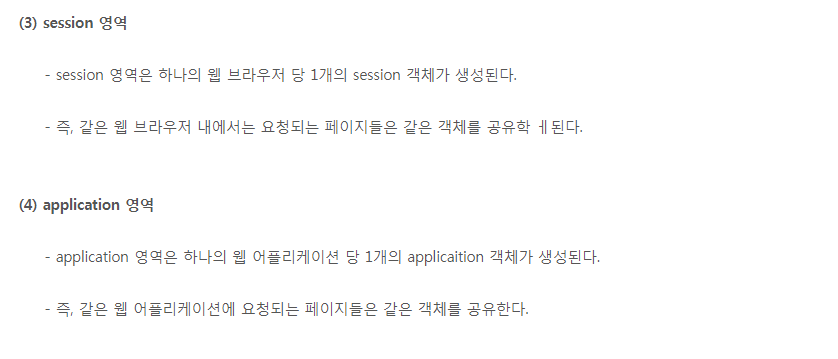 (3) session 영역
- session 영역은 하나의 웹 브라우저 당 1개의 session 객체가 생성된다.
- 즉, 같은 웹 브라우저 내에서는 요청되는 페이지들은 같은 객체를 공유학 ㅔ된다.
(4) application 영역
- application 영역은 하나의 웹 어플리케이션 당 1개의 applicaition 객체가 생성된다.
- 즉, 같은 웹 어플리케이션에 요청되는 페이지들은 같은 객체를 공유한다.